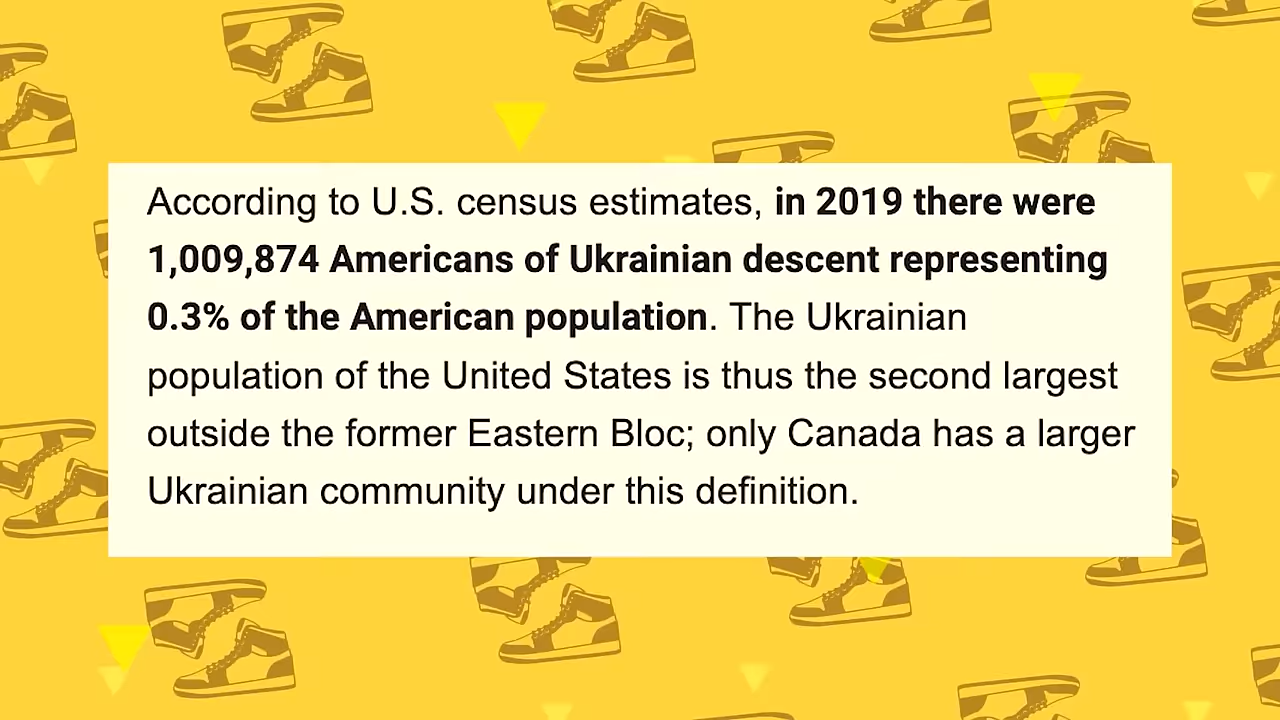 According to U.S. census estimates, in 2019 there were
1,009,874 Americans of Ukrainian descent representing
0.3% of the American population. The Ukrainian
population of the United States is thus the second largest
outside the former Eastern Bloc; only Canada has a larger
Ukrainian community under this definition.